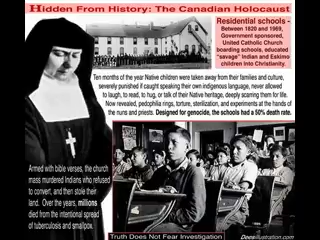 Hidden From History: The Canadian Holocaust
Residential schools -
Between 1820 and 1969,
Government sponsored,
United Catholic Church
boarding schools, educated
"savage" Indian and Eskimo
children into Christianity.
Ten months of the year Native children were taken away from their families and culture,
severely punished if caught speaking their own indigenous language, never allowed
to laugh, to read, to hug, or talk of their Native heritage, deeply scarring them for life.
Now revealed, pedophilia rings, torture, sterilization, and experiments at the hands of
the nuns and priests. Designed for genocide, the schools had a 50% death rate.
Armed with bible verses, the church
mass murdered Indians who refused
to convert, and then stole their
land. Over the years, millions
died from the intentional spread
of tuberculosis and smallpox.
Truth Does Not Fear Investigation
Deesillustration.com